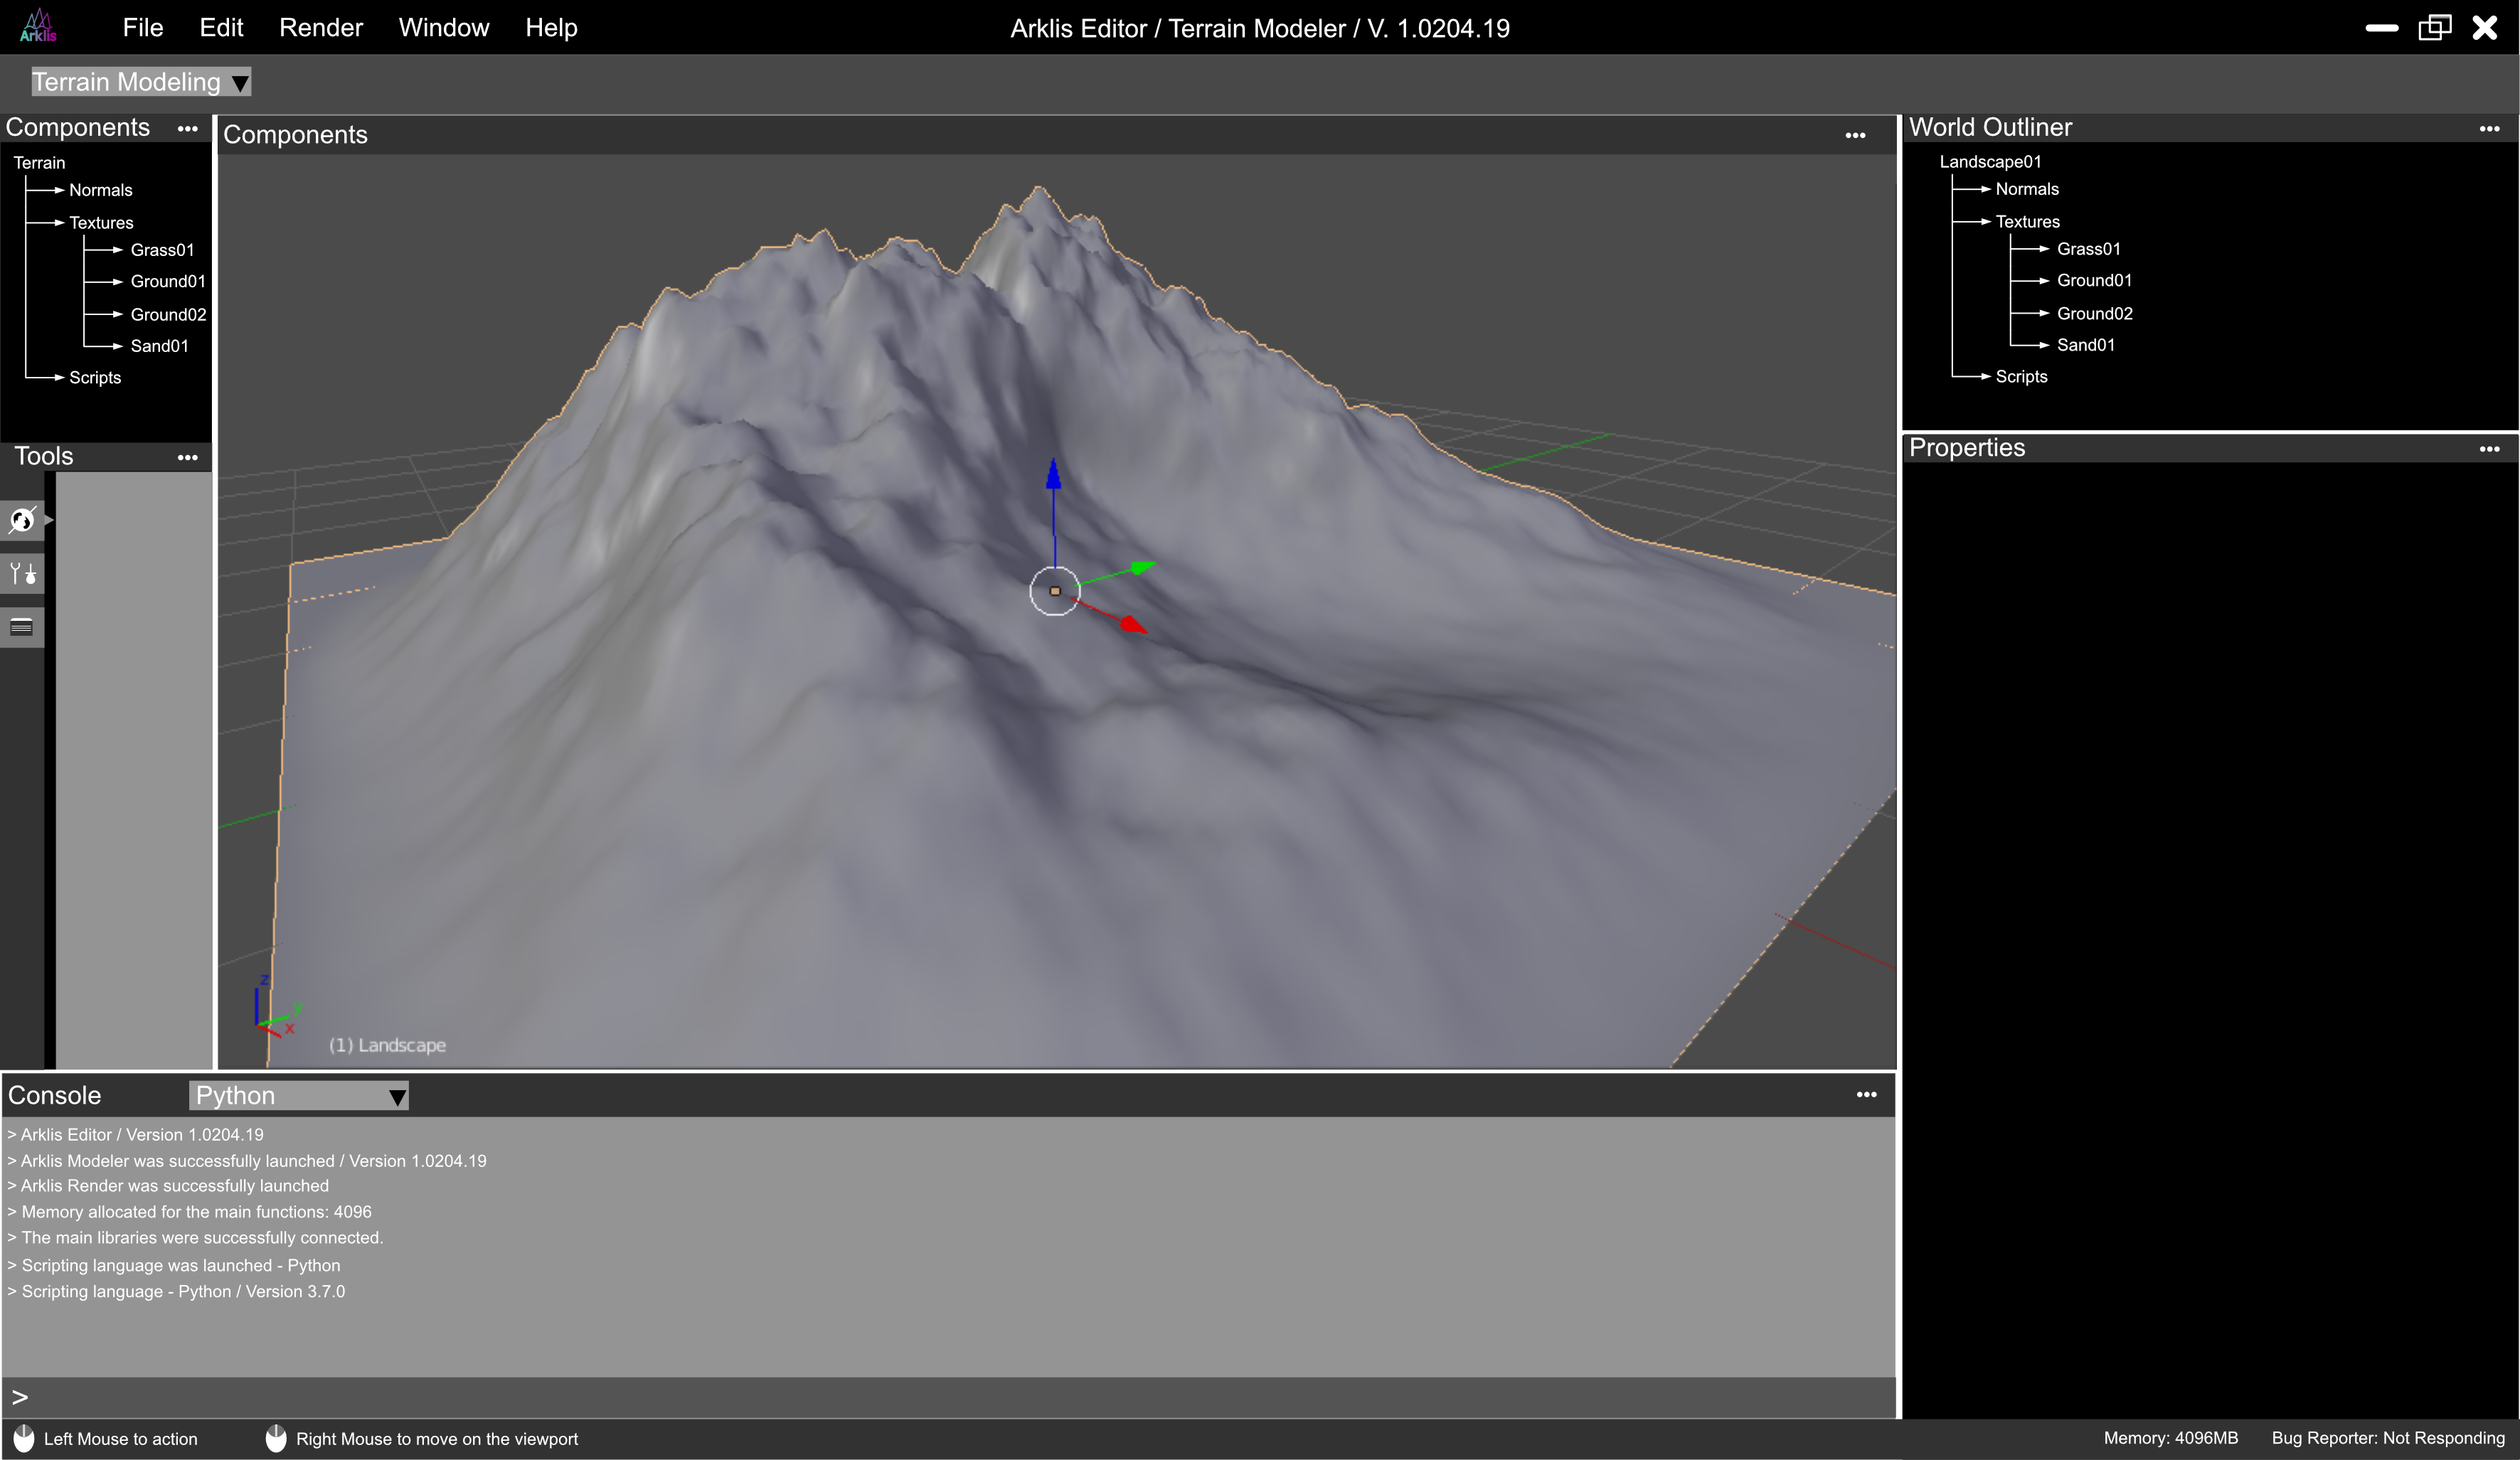 Arklis
File Edit Render Window Help
Arklis Editor / Terrain Modeler / V. 1.0204.19
Terrain Modeling
Components
Terrain
Normals
Textures
Grass01
Ground01
Ground02
Sand01
Scripts
Tools
Components
z
y
x
(1) Landscape
World Outliner
Landscape01
Normals
Textures
Grass01
Ground01
Ground02
Sand01
Scripts
Properties
Console Python
> Arklis Editor / Version 1.0204.19
> Arklis Modeler was successfully launched / Version 1.0204.19
> Arklis Render was successfully launched
> Memory allocated for the main functions: 4096
> The main libraries were successfully connected.
> Scripting language was launched - Python
> Scripting language - Python / Version 3.7.0
>
Left Mouse to action Right Mouse to move on the viewport
Memory: 4096MB Bug Reporter: Not Responding